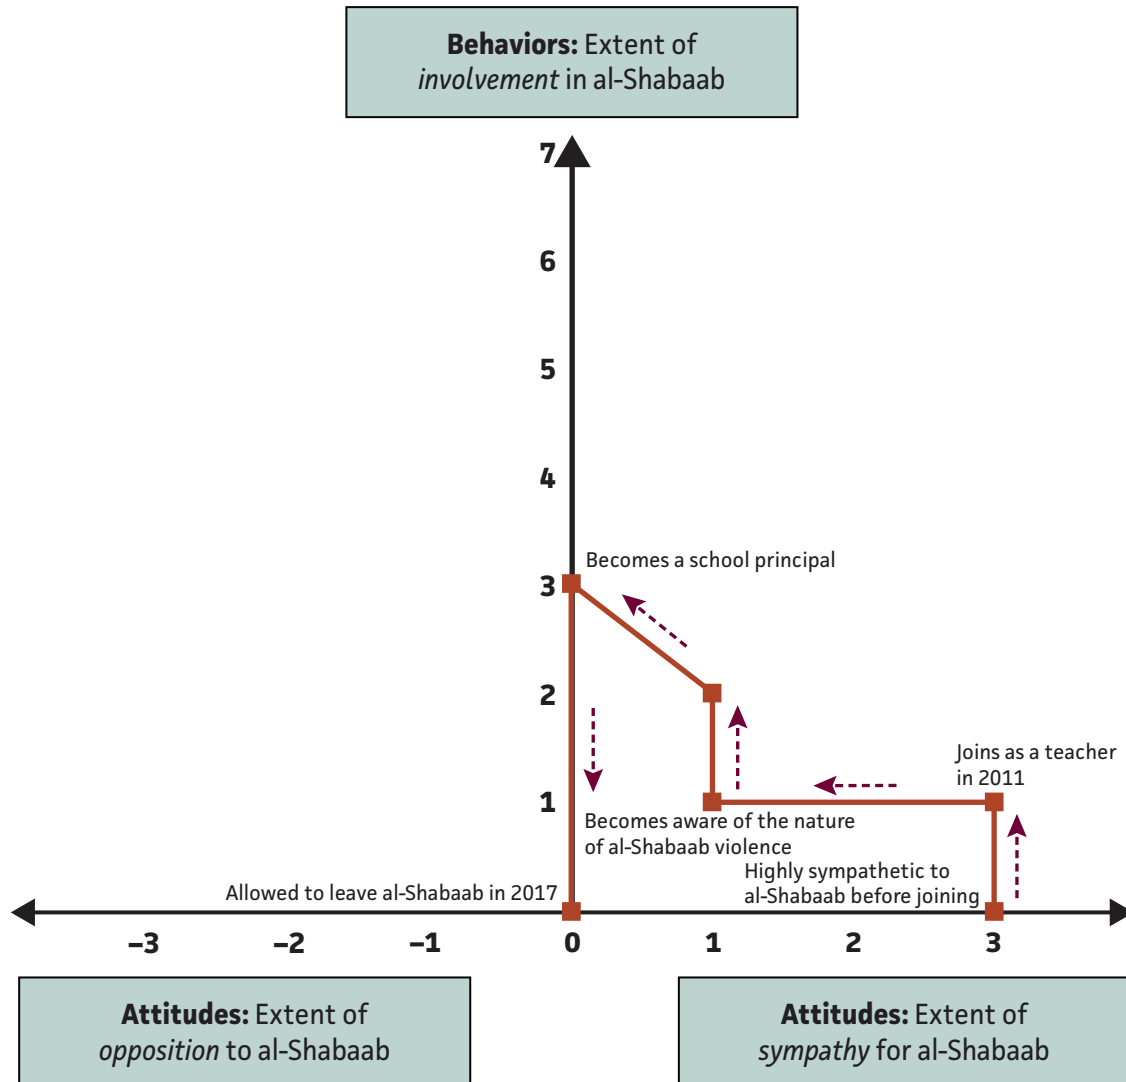 Behaviors: Extent of
involvement in al-Shabaab
7
6
5
4
Becomes a school principal
3
2
Joins as a teacher
in 2011
1
Becomes aware of the nature
of al-Shabaab violence
Highly sympathetic to
al-Shabaab before joining
Allowed to leave al-Shabaab in 2017
–3 –2 –1 0 1 2 3
Attitudes: Extent of
opposition to al-Shabaab
Attitudes: Extent of
sympathy for al-Shabaab